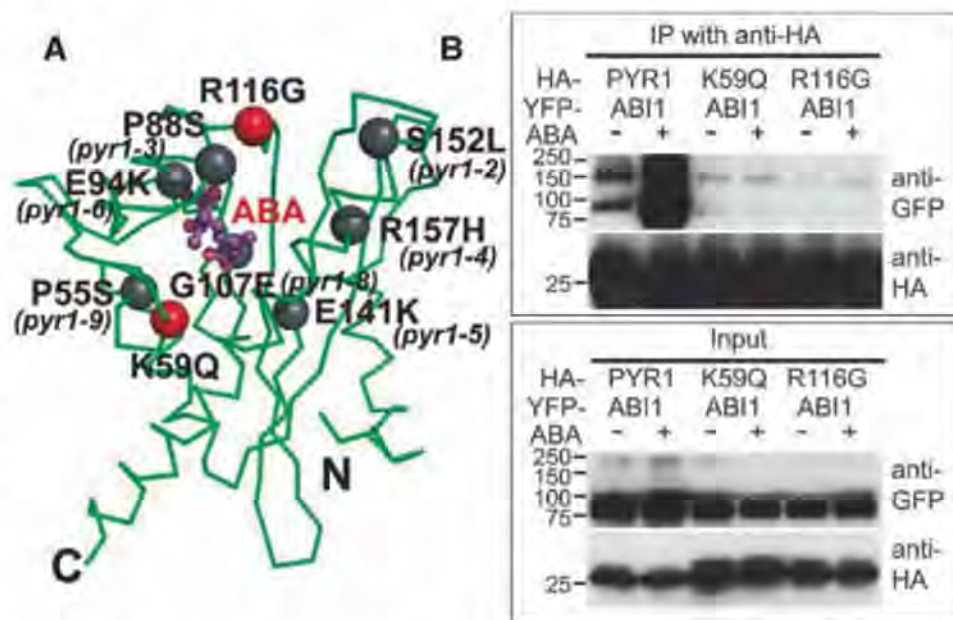 A
B
R116G
P88S
(pyr1-3)
E94K
(pyr1-6)
ABA
S152L
(pyr1-2)
R157H
(pyr1-4)
P55S
(pyr1-9)
G107E (pyr1-8)
E141K
(pyr1-5)
K59Q
N
C
IP with anti-HA
HA- PYR1 K59Q R116G
YFP- ABI1 ABI1 ABI1
ABA - + - + - +
250
150
100
75
anti-
GFP
25
anti-
HA
Input
HA- PYR1 K59Q R116G
YFP- ABI1 ABI1 ABI1
ABA - + - + - +
250
150
100
75
anti-
GFP
25
anti-
HA